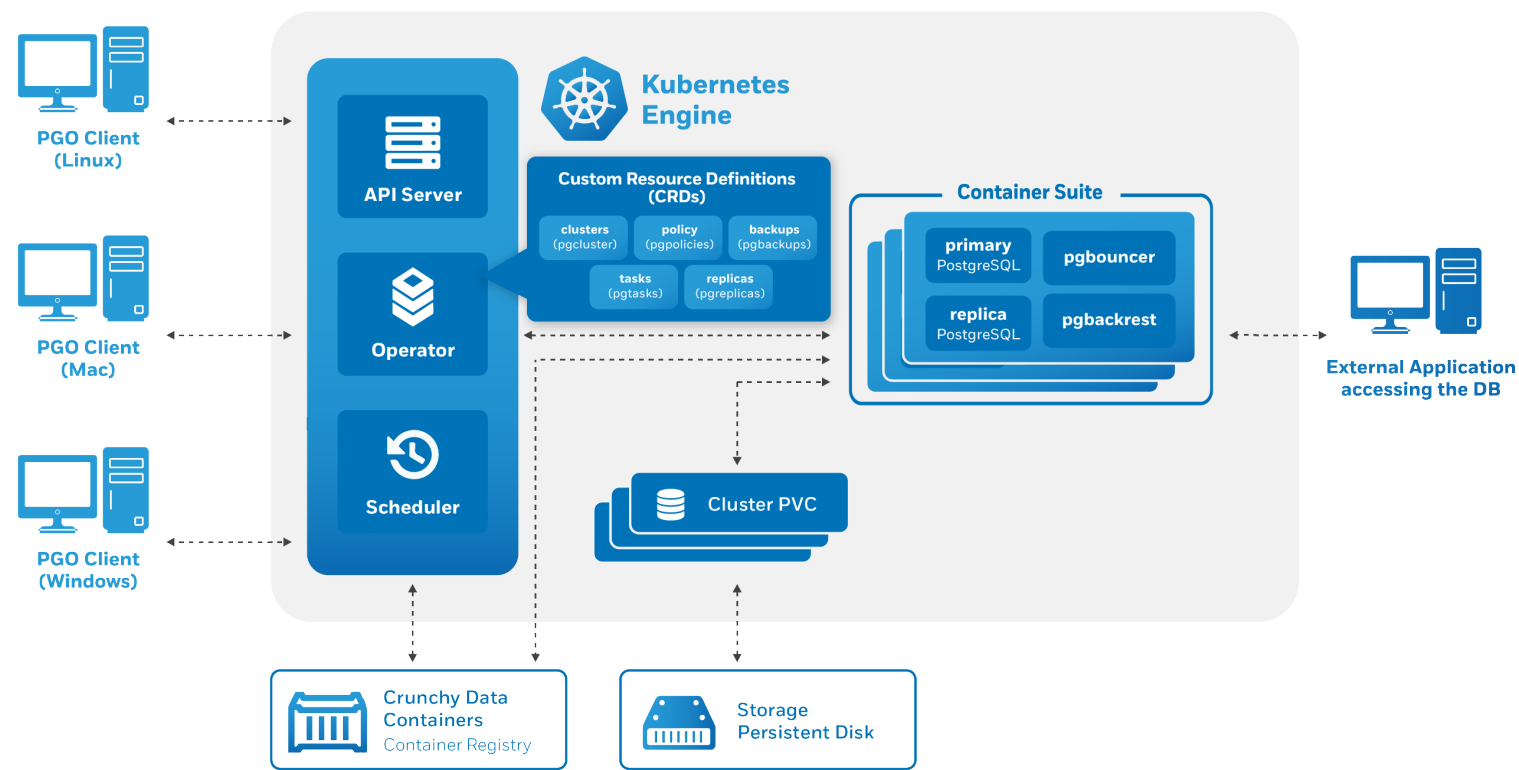 PGO Client
(Linux)
PGO Client
(Mac)
PGO Client
(Windows)
API Server
Operator
Scheduler
Kubernetes
Engine
Custom Resource Definitions
(CRDs)
clusters
(pgcluster)
policy
(pgpolicies)
backups
(pgbackups)
tasks
(pgtasks)
replicas
(pgreplicas)
Container Suite
primary
PostgreSQL
pgbouncer
replica
PostgreSQL
pgbackrest
Cluster PVC
External Application
accessing the DB
Crunchy Data
Containers
Container Registry
Storage
Persistent Disk